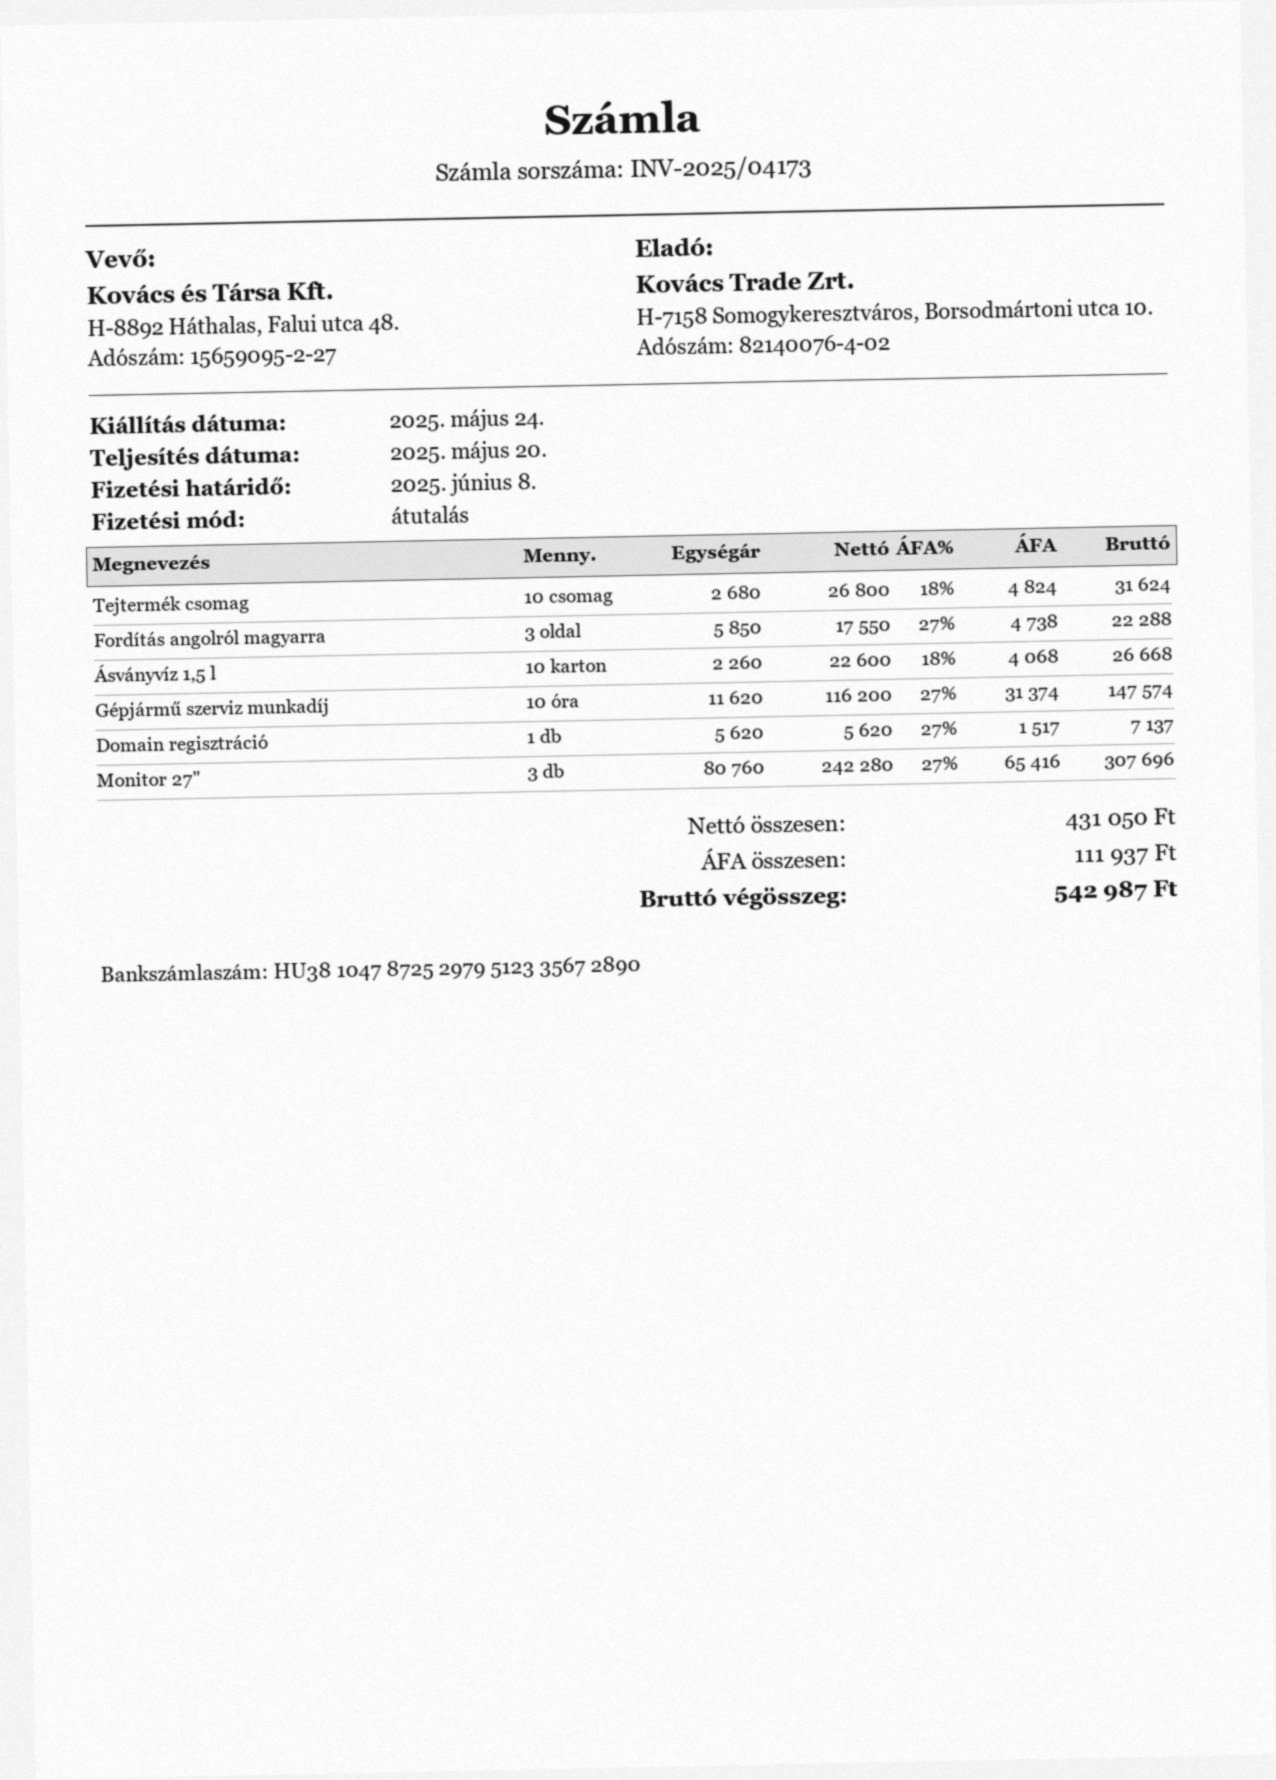 Számla
Számla sorszáma: INV-2025/04173
Vevő:
Kovács és Társa Kft.
H-8892 Háthalas, Falui utca 48.
Adószám: 15659095-2-27
Eladó:
Kovács Trade Zrt.
H-7158 Somogykeresztváros, Borsodmártoni utca 10.
Adószám: 82140076-4-02
Kiállítás dátuma: 2025. május 24.
Teljesítés dátuma: 2025. május 20.
Fizetési határidő: 2025. június 8.
Fizetési mód: átutalás
Megnevezés Menny. Egységár Nettó ÁFA% ÁFA Bruttó
Tejtermék csomag 10 csomag 2 680 26 800 18% 4 824 31 624
Fordítás angolról magyarra 3 oldal 5 850 17 550 27% 4 738 22 288
Ásványvíz 1,5 l 10 karton 2 260 22 600 18% 4 068 26 668
Gépjármű szerviz munkadíj 10 óra 11 620 116 200 27% 31 374 147 574
Domain regisztráció 1 db 5 620 5 620 27% 1 517 7 137
Monitor 27" 3 db 80 760 242 280 27% 65 416 307 696
Nettó összesen: 431 050 Ft
ÁFA összesen: 111 937 Ft
Bruttó végösszeg: 542 987 Ft
Bankszámlaszám: HU38 1047 8725 2979 5123 3567 2890